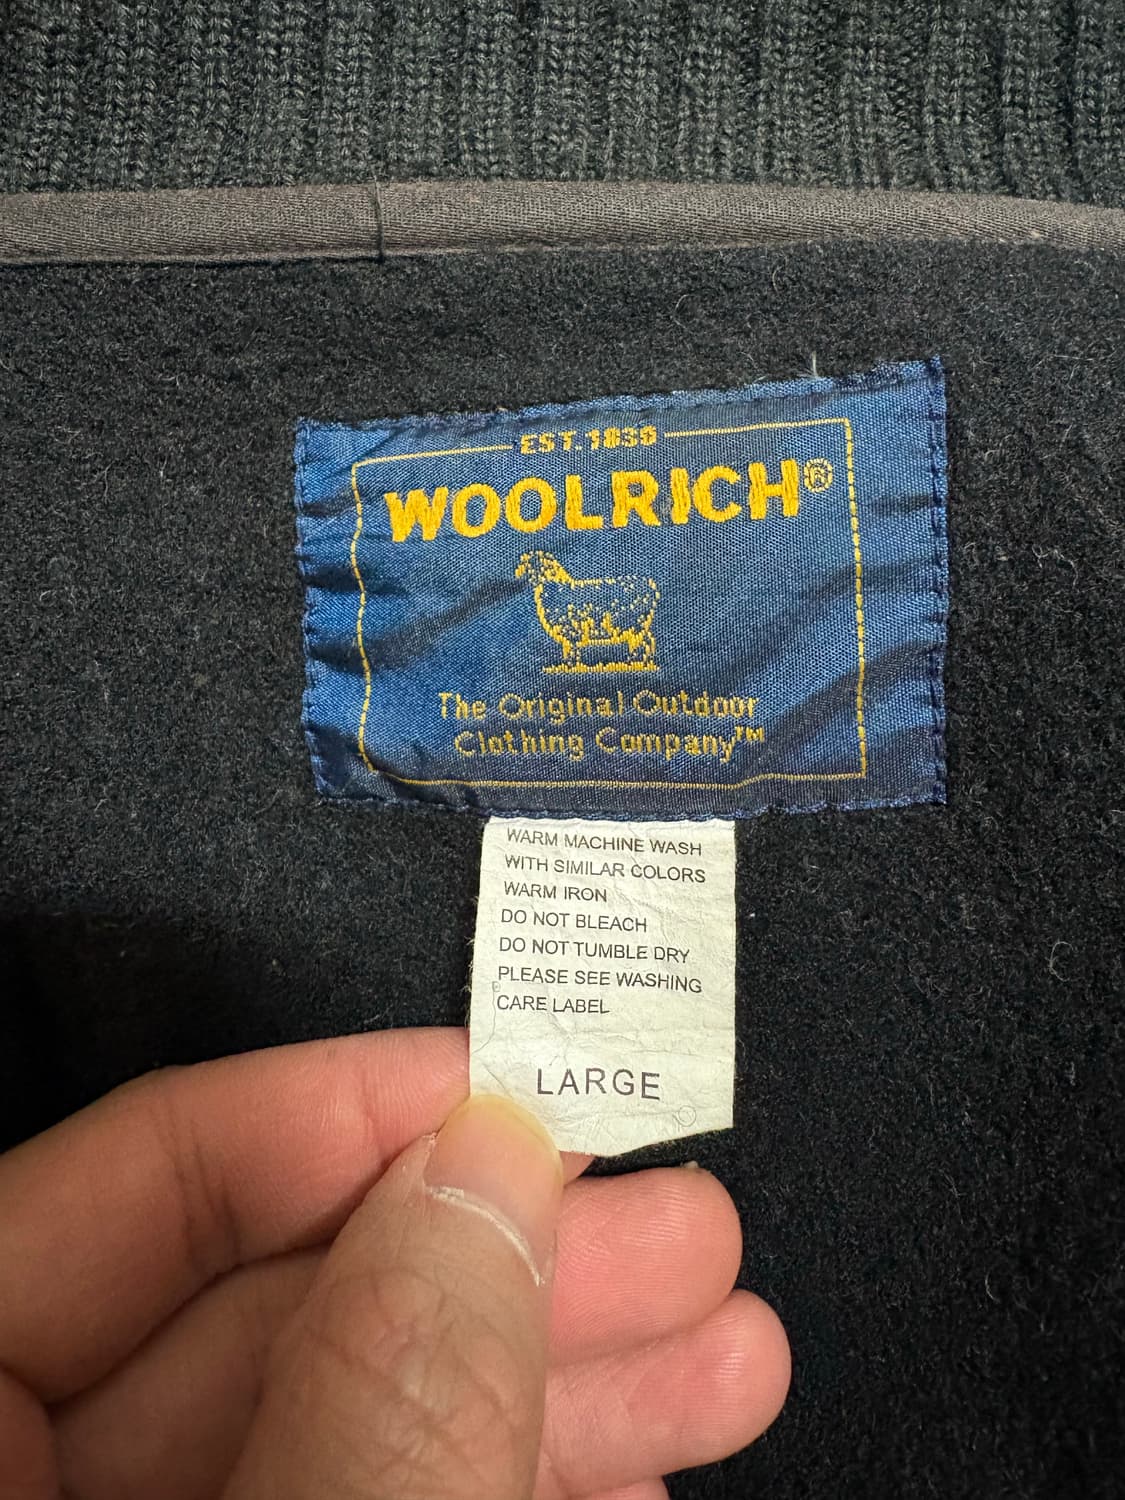 EST. 1830
WOOLRICH®
The Original Outdoor
Clothing Company™
WARM MACHINE WASH
WITH SIMILAR COLORS
WARM IRON
DO NOT BLEACH
DO NOT TUMBLE DRY
PLEASE SEE WASHING
CARE LABEL
LARGE